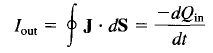 I_out = ∮ J · dS = -dQ_in / dt